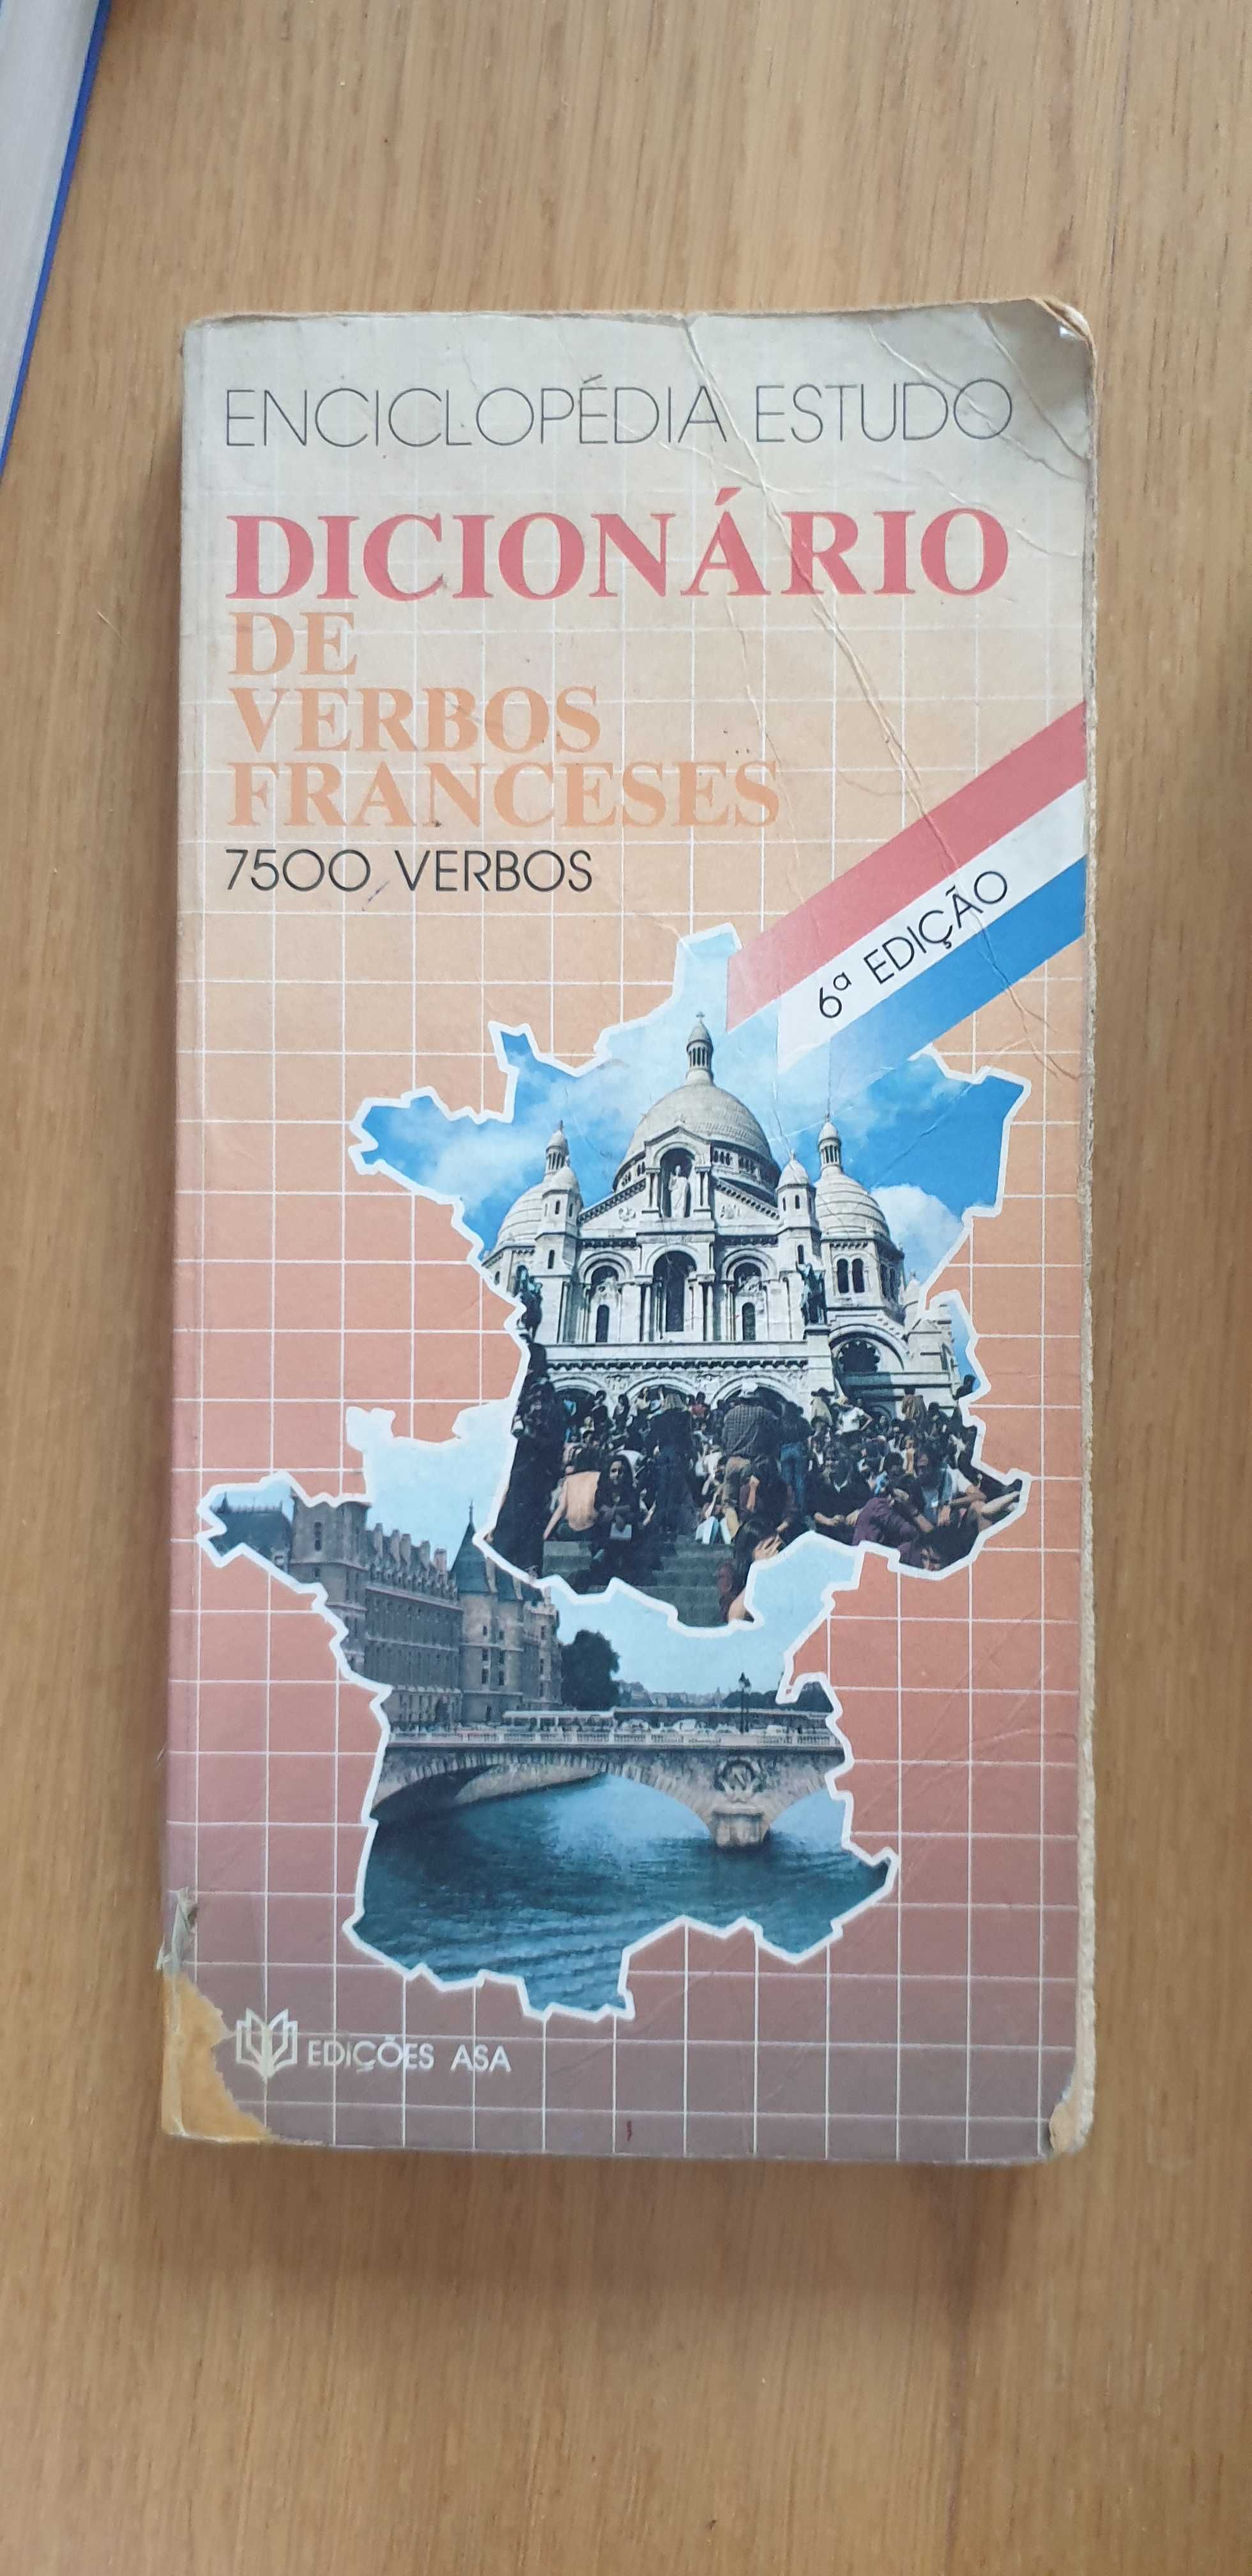 ENCICLOPÉDIA ESTUDO
DICIONÁRIO
DE
VERBOS
FRANCESES
7500 VERBOS
6ª EDIÇÃO
N
EDIÇÕES ASA